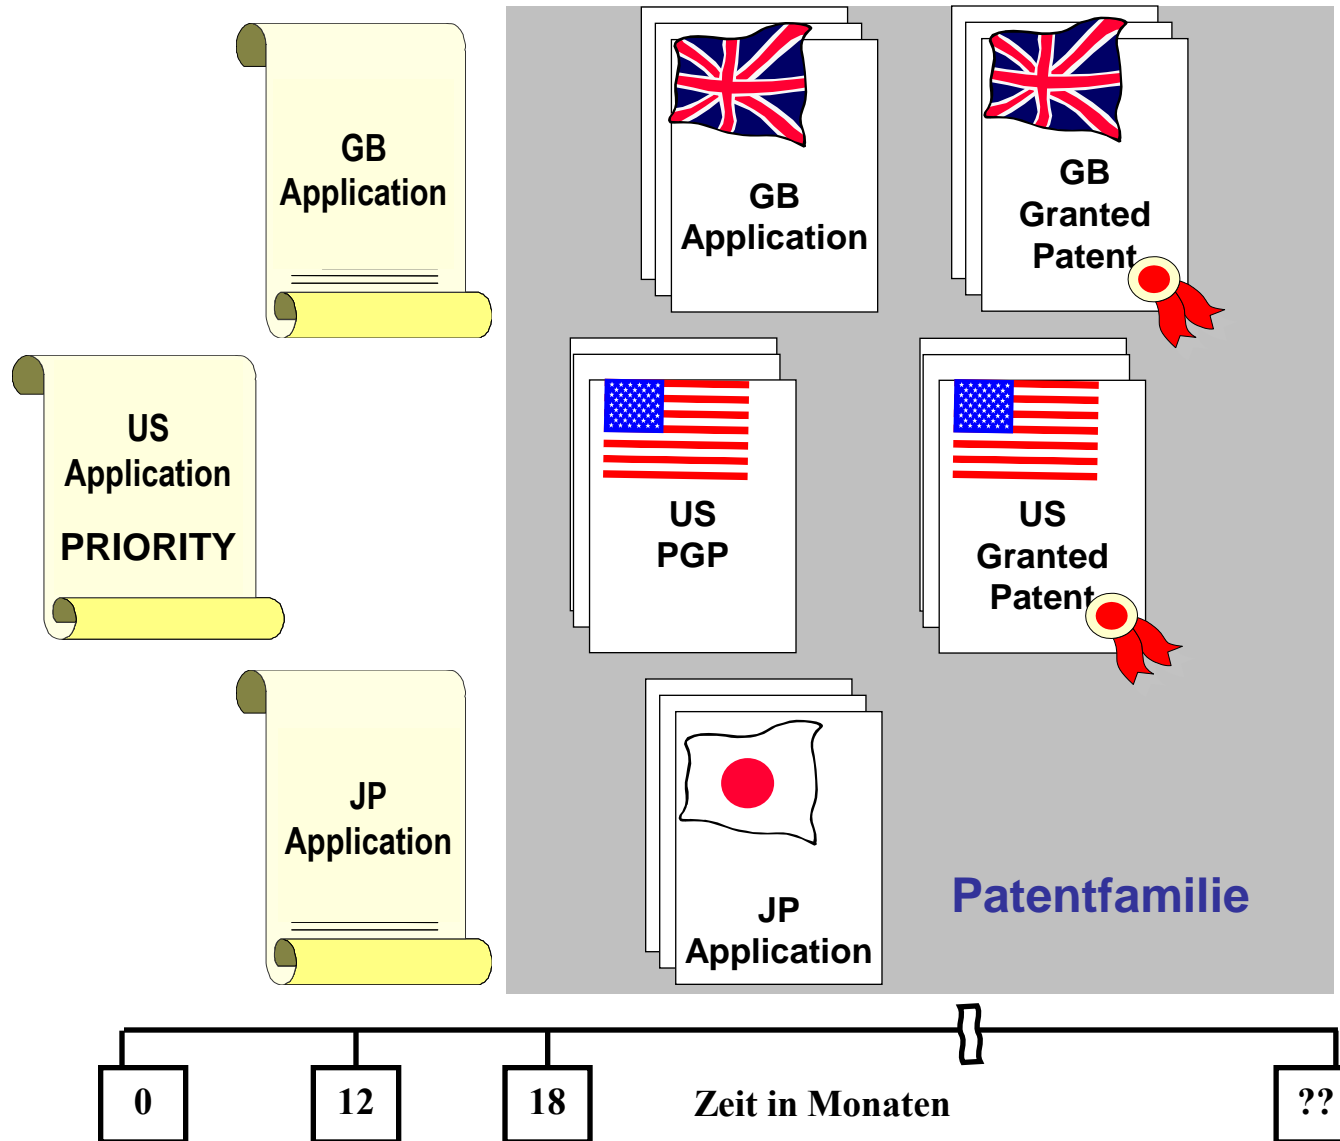 GB
Application
GB
Application
GB
Granted
Patent
US
Application
PRIORITY
US
PGP
US
Granted
Patent
JP
Application
JP
Application
Patentfamilie
0
12
18
Zeit in Monaten
??